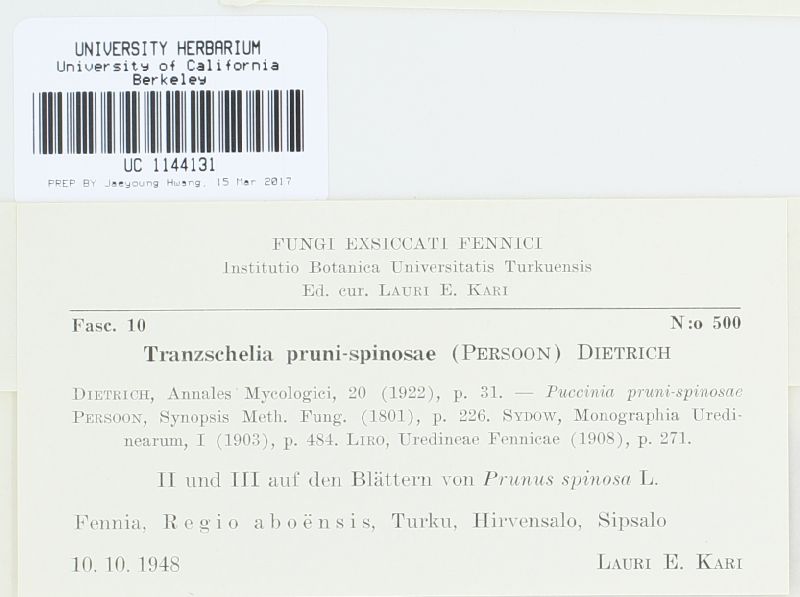 UNIVERSITY HERBARIUM
University of California
Berkeley
UC 1144131
PREP BY Jaeyoung Hwang, 15 Mar 2017
FUNGI EXSICCATI FENNICI
Institutio Botanica Universitatis Turkuensis
Ed. cur. LAURI E. KARI
Fasc. 10 N:o 500
Tranzschelia pruni-spinosae (PERSOON) DIETRICH
DIETRICH, Annales Mycologici, 20 (1922), p. 31. — Puccinia pruni-spinosae
PERSOON, Synopsis Meth. Fung. (1801), p. 226. SYDOW, Monographia Uredi-
nearum, I (1903), p. 484. LIRO, Uredineae Fennicae (1908), p. 271.
II und III auf den Blättern von Prunus spinosa L.
Fennia, Regio aboënsis, Turku, Hirvensalo, Sipsalo
10. 10. 1948 LAURI E. KARI